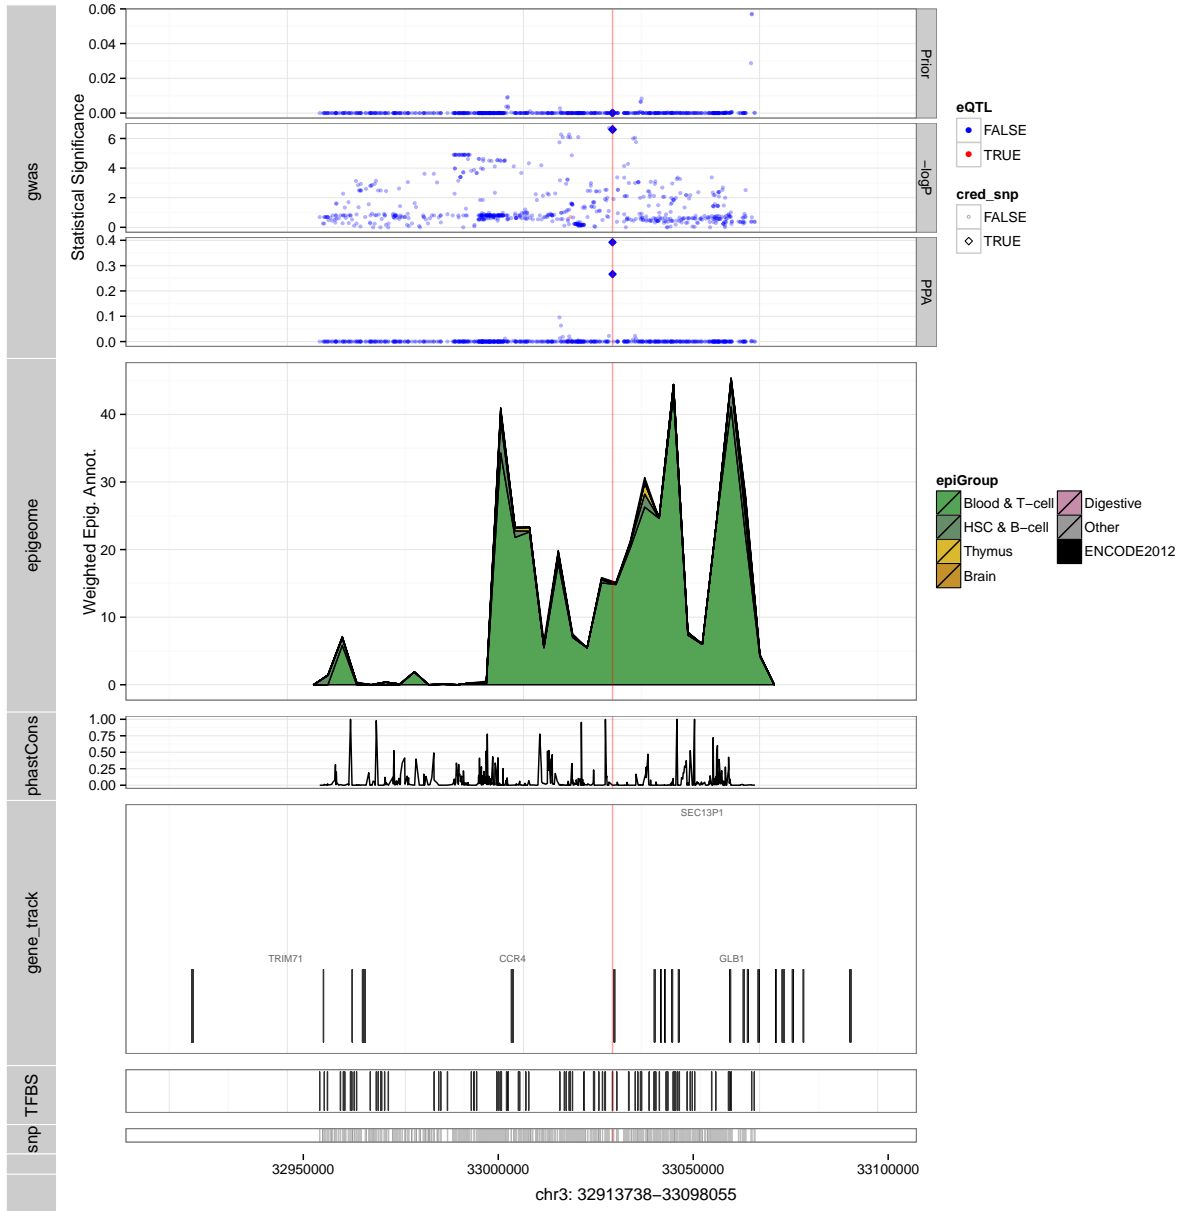 gwas
Statistical Significance
0.06
0.04
0.02
0.00
Prior
6
4
2
0
−logP
0.4
0.3
0.2
0.1
0.0
PPA
eQTL
FALSE
TRUE
cred_snp
FALSE
TRUE
epigenome
Weighted Epig. Annot.
40
30
20
10
0
epiGroup
Blood & T−cell
Digestive
HSC & B−cell
Other
Thymus
ENCODE2012
Brain
phastCons
1.00
0.75
0.50
0.25
0.00
gene_track
SEC13P1
TRIM71
CCR4
GLB1
TFBS
snp
32950000
33000000
33050000
33100000
chr3: 32913738−33098055